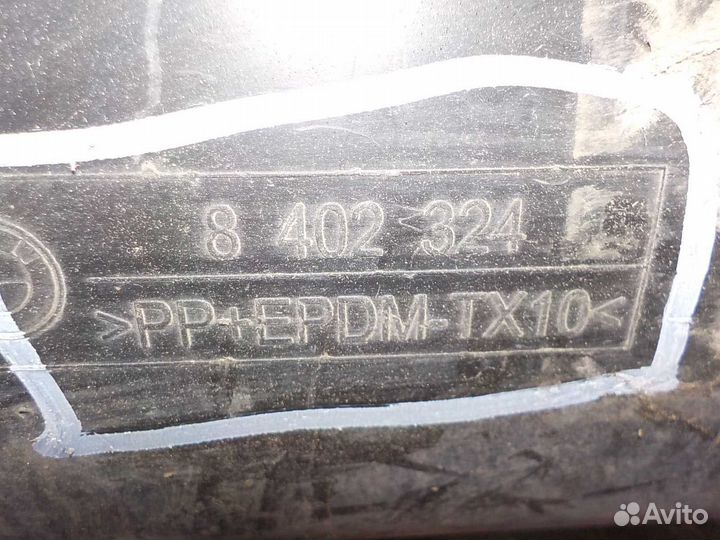 8 402 324
>PP+EPDM-TX10<
Avito